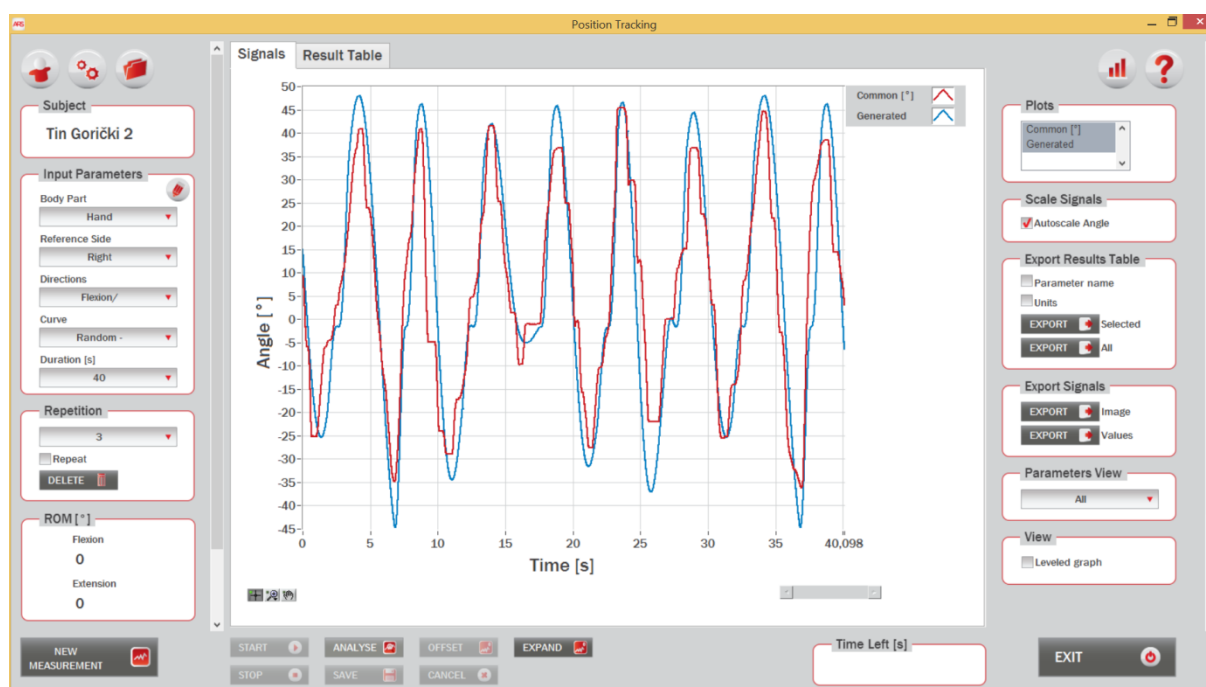 ARS
Position Tracking
Subject
Tin Gorički 2
Input Parameters
Body Part
Hand
Reference Side
Right
Directions
Flexion/
Curve
Random -
Duration [s]
40
Repetition
3
Repeat
DELETE
ROM [°]
Flexion
0
Extension
0
NEW
MEASUREMENT
Signals
Result Table
Common [°]
Generated
Angle [°]
50
45
40
35
30
25
20
15
10
5
0
-5
-10
-15
-20
-25
-30
-35
-40
-45
0 5 10 15 20 25 30 35 40,098
Time [s]
START
ANALYSE
OFFSET
EXPAND
STOP
SAVE
CANCEL
Time Left [s]
Plots
Common [°]
Generated
Scale Signals
Autoscale Angle
Export Results Table
Parameter name
Units
EXPORT Selected
EXPORT All
Export Signals
EXPORT Image
EXPORT Values
Parameters View
All
View
Leveled graph
EXIT